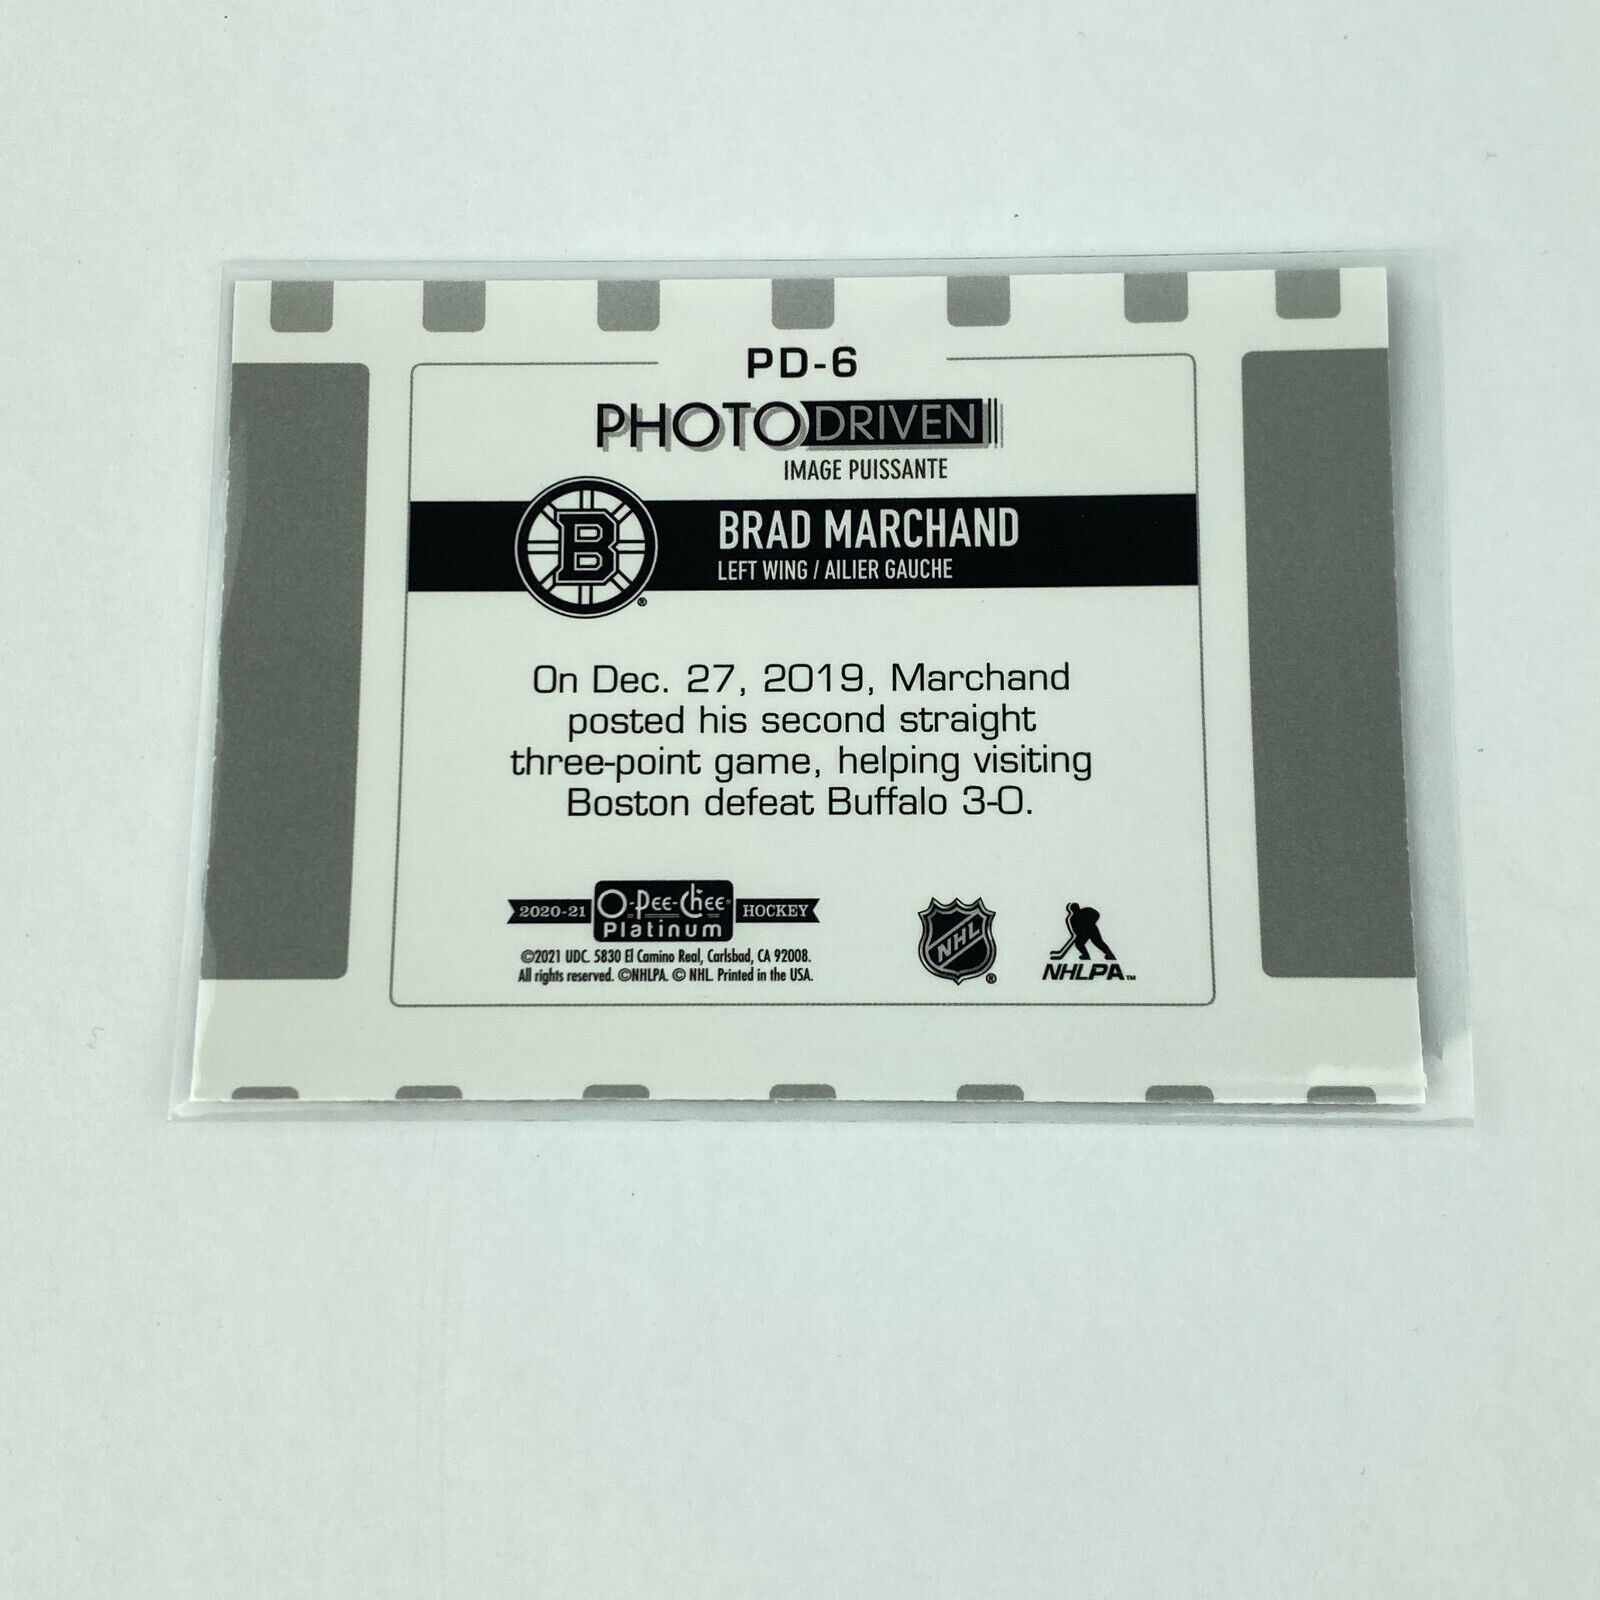 PD-6
PHOTO DRIVEN
IMAGE PUISSANTE
B
®
BRAD MARCHAND
LEFT WING / AILIER GAUCHE
On Dec. 27, 2019, Marchand
posted his second straight
three-point game, helping visiting
Boston defeat Buffalo 3-0.
2020-21 O-Pee-Chee® HOCKEY
Platinum
©2021 UDC. 5830 El Camino Real, Carlsbad, CA 92008.
All rights reserved. ©NHLPA. © NHL. Printed in the USA.
NHL®
NHLPA™